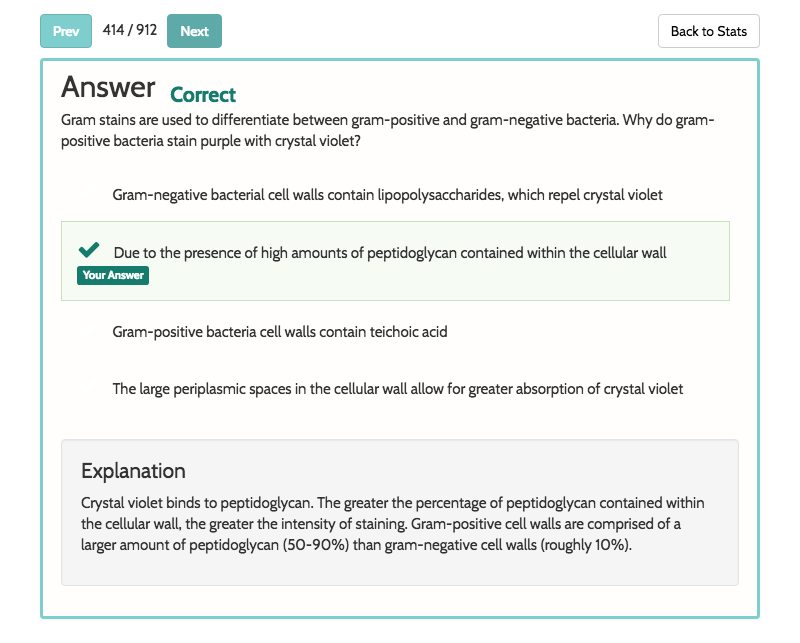 Prev 414 / 912 Next Back to Stats
Answer Correct
Gram stains are used to differentiate between gram-positive and gram-negative bacteria. Why do gram-
positive bacteria stain purple with crystal violet?
Gram-negative bacterial cell walls contain lipopolysaccharides, which repel crystal violet
Due to the presence of high amounts of peptidoglycan contained within the cellular wall
Your Answer
Gram-positive bacteria cell walls contain teichoic acid
The large periplasmic spaces in the cellular wall allow for greater absorption of crystal violet
Explanation
Crystal violet binds to peptidoglycan. The greater the percentage of peptidoglycan contained within
the cellular wall, the greater the intensity of staining. Gram-positive cell walls are comprised of a
larger amount of peptidoglycan (50-90%) than gram-negative cell walls (roughly 10%).